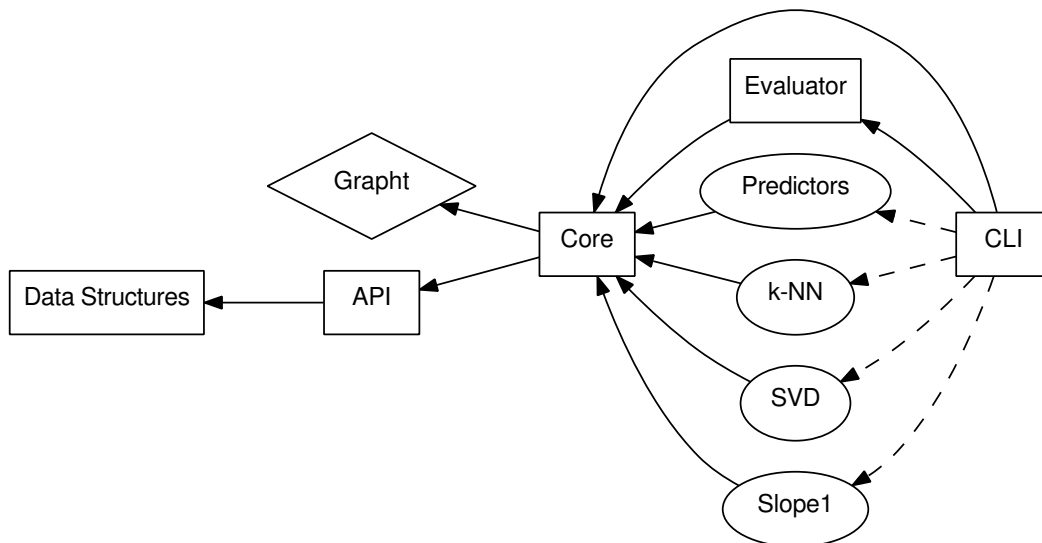 Evaluator
Grapht
Predictors
Core
CLI
Data Structures
API
k-NN
SVD
Slope1